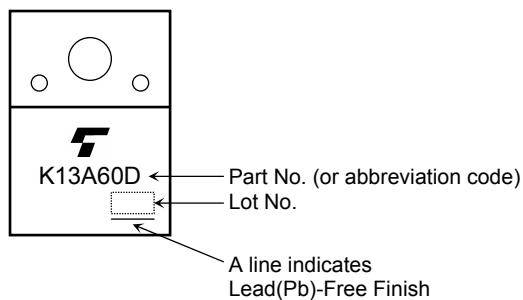 K13A60D
Part No. (or abbreviation code)
Lot No.
A line indicates
Lead(Pb)-Free Finish